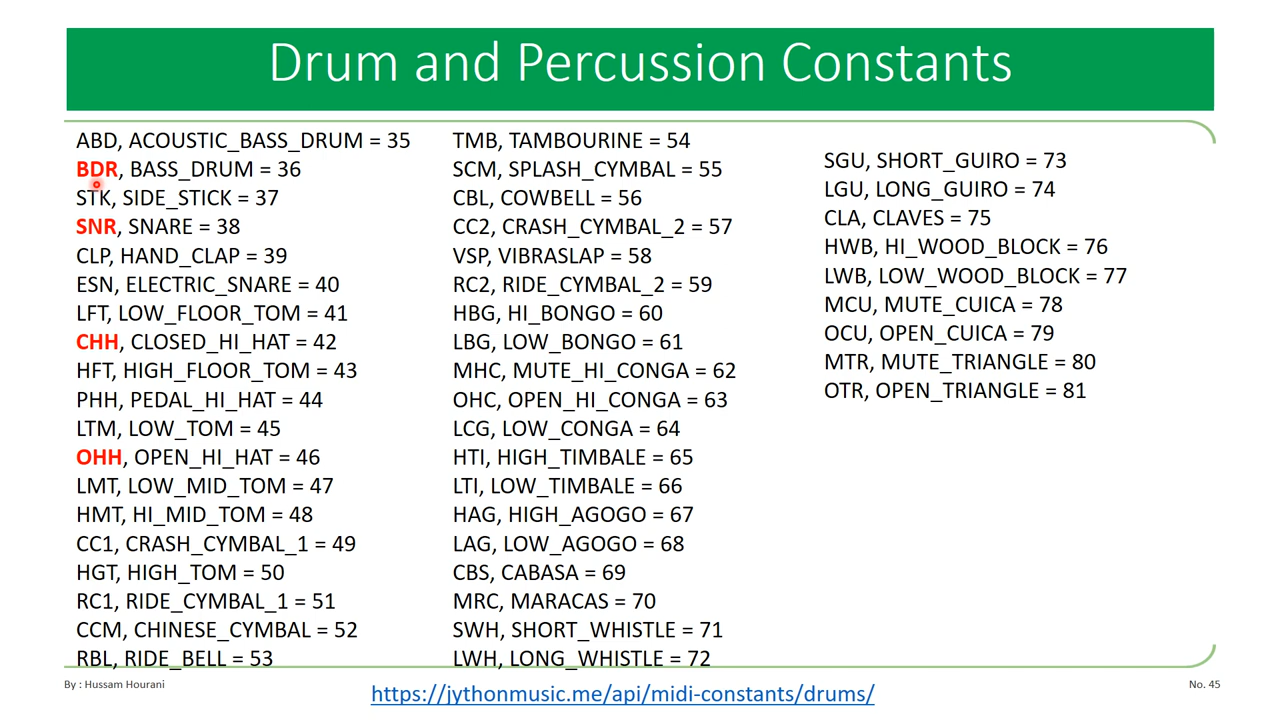 Drum and Percussion Constants
ABD, ACOUSTIC_BASS_DRUM = 35
BDR, BASS_DRUM = 36
STK, SIDE_STICK = 37
SNR, SNARE = 38
CLP, HAND_CLAP = 39
ESN, ELECTRIC_SNARE = 40
LFT, LOW_FLOOR_TOM = 41
CHH, CLOSED_HI_HAT = 42
HFT, HIGH_FLOOR_TOM = 43
PHH, PEDAL_HI_HAT = 44
LTM, LOW_TOM = 45
OHH, OPEN_HI_HAT = 46
LMT, LOW_MID_TOM = 47
HMT, HI_MID_TOM = 48
CC1, CRASH_CYMBAL_1 = 49
HGT, HIGH_TOM = 50
RC1, RIDE_CYMBAL_1 = 51
CCM, CHINESE_CYMBAL = 52
RBL, RIDE_BELL = 53
TMB, TAMBOURINE = 54
SCM, SPLASH_CYMBAL = 55
CBL, COWBELL = 56
CC2, CRASH_CYMBAL_2 = 57
VSP, VIBRASLAP = 58
RC2, RIDE_CYMBAL_2 = 59
HBG, HI_BONGO = 60
LBG, LOW_BONGO = 61
MHC, MUTE_HI_CONGA = 62
OHC, OPEN_HI_CONGA = 63
LCG, LOW_CONGA = 64
HTI, HIGH_TIMBALE = 65
LTI, LOW_TIMBALE = 66
HAG, HIGH_AGOGO = 67
LAG, LOW_AGOGO = 68
CBS, CABASA = 69
MRC, MARACAS = 70
SWH, SHORT_WHISTLE = 71
LWH, LONG_WHISTLE = 72
SGU, SHORT_GUIRO = 73
LGU, LONG_GUIRO = 74
CLA, CLAVES = 75
HWB, HI_WOOD_BLOCK = 76
LWB, LOW_WOOD_BLOCK = 77
MCU, MUTE_CUICA = 78
OCU, OPEN_CUICA = 79
MTR, MUTE_TRIANGLE = 80
OTR, OPEN_TRIANGLE = 81
By : Hussam Hourani
https://jythonmusic.me/api/midi-constants/drums/
No. 45